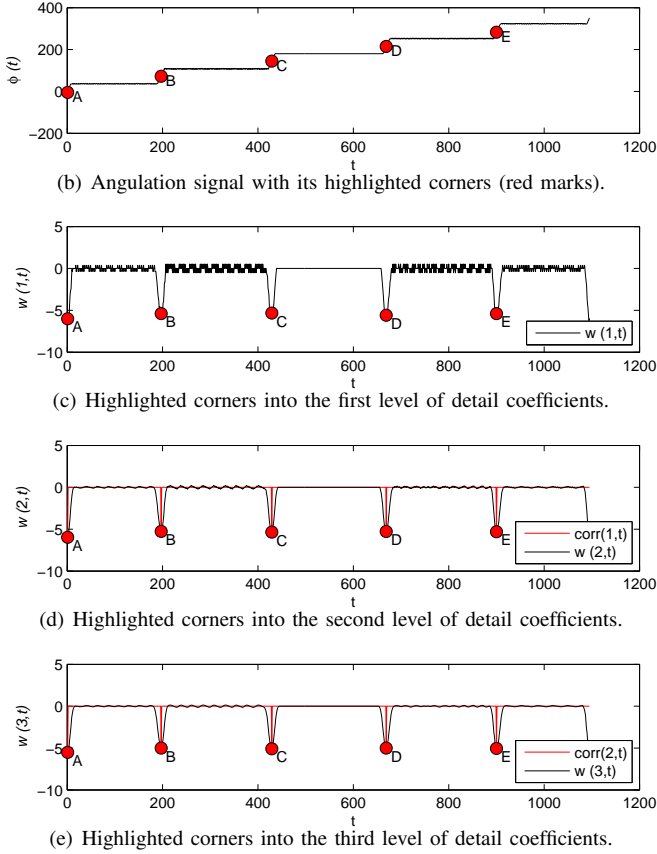 400
200
0
−200
ϕ (t)
A
B
C
D
E
0 200 400 600 800 1000 1200
t
(b) Angulation signal with its highlighted corners (red marks).
5
0
−5
−10
w (1,t)
A
B
C
D
E
w (1,t)
0 200 400 600 800 1000 1200
t
(c) Highlighted corners into the first level of detail coefficients.
5
0
−5
−10
w (2,t)
A
B
C
D
E
corr(1,t)
w (2,t)
0 200 400 600 800 1000 1200
t
(d) Highlighted corners into the second level of detail coefficients.
5
0
−5
−10
w (3,t)
A
B
C
D
E
corr(2,t)
w (3,t)
0 200 400 600 800 1000 1200
t
(e) Highlighted corners into the third level of detail coefficients.